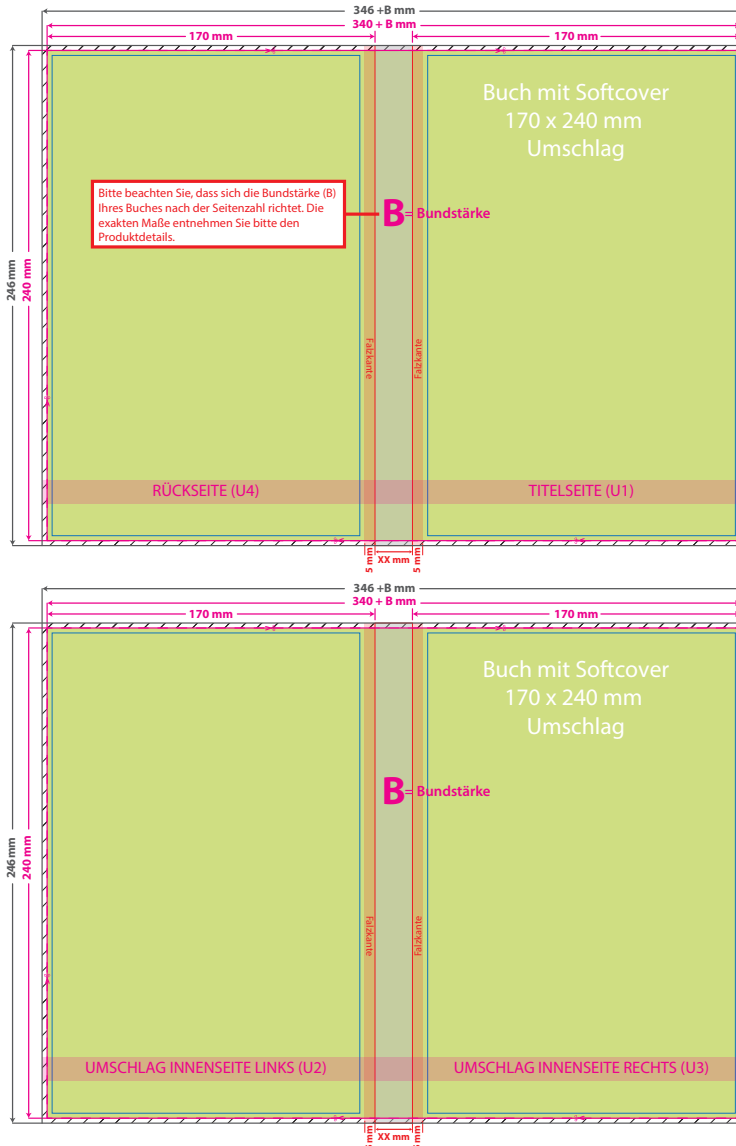 346 +B mm
340 + B mm
170 mm
170 mm
246mm
240 mm
Buch mit Softcover
170 x 240 mm
Umschlag
Bitte beachten Sie, dass sich die Bundstärke (B)
Ihres Buches nach der Seitenzahl richtet. Die
exakten Maße entnehmen Sie bitte den
Produktdetails.
B = Bundstärke
Falzkante
Falzkante
RÜCKSEITE (U4)
TITELSEITE (U1)
5 mm
XX mm
5 mm
346 +B mm
340 + B mm
170 mm
170 mm
246mm
240 mm
Buch mit Softcover
170 x 240 mm
Umschlag
B = Bundstärke
Falzkante
Falzkante
UMSCHLAG INNENSEITE LINKS (U2)
UMSCHLAG INNENSEITE RECHTS (U3)
mm
XX mm
mm